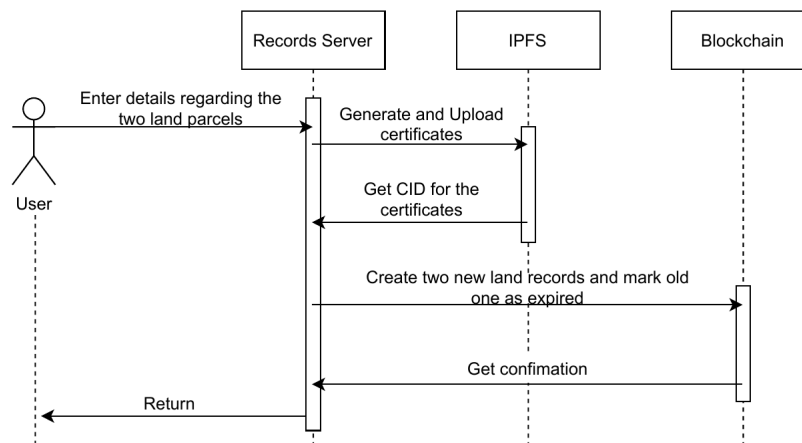 Records Server
IPFS
Blockchain
Enter details regarding the
two land parcels
Generate and Upload
certificates
User
Get CID for the
certificates
Create two new land records and mark old
one as expired
Get confimation
Return